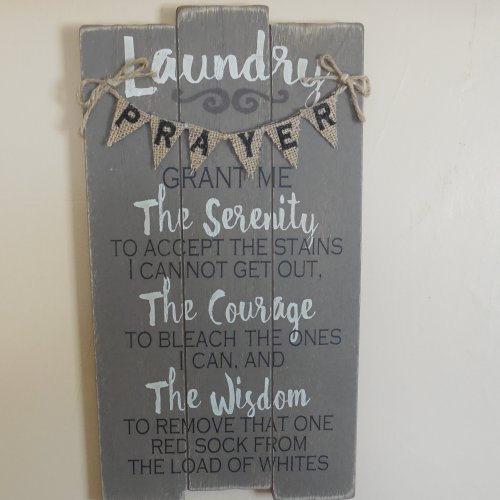 Laundry
PRAYER
GRANT ME
The Serenity
TO ACCEPT THE STAINS
I CANNOT GET OUT,
The Courage
TO BLEACH THE ONES
I CAN, AND
The Wisdom
TO REMOVE THAT ONE
RED SOCK FROM
THE LOAD OF WHITES